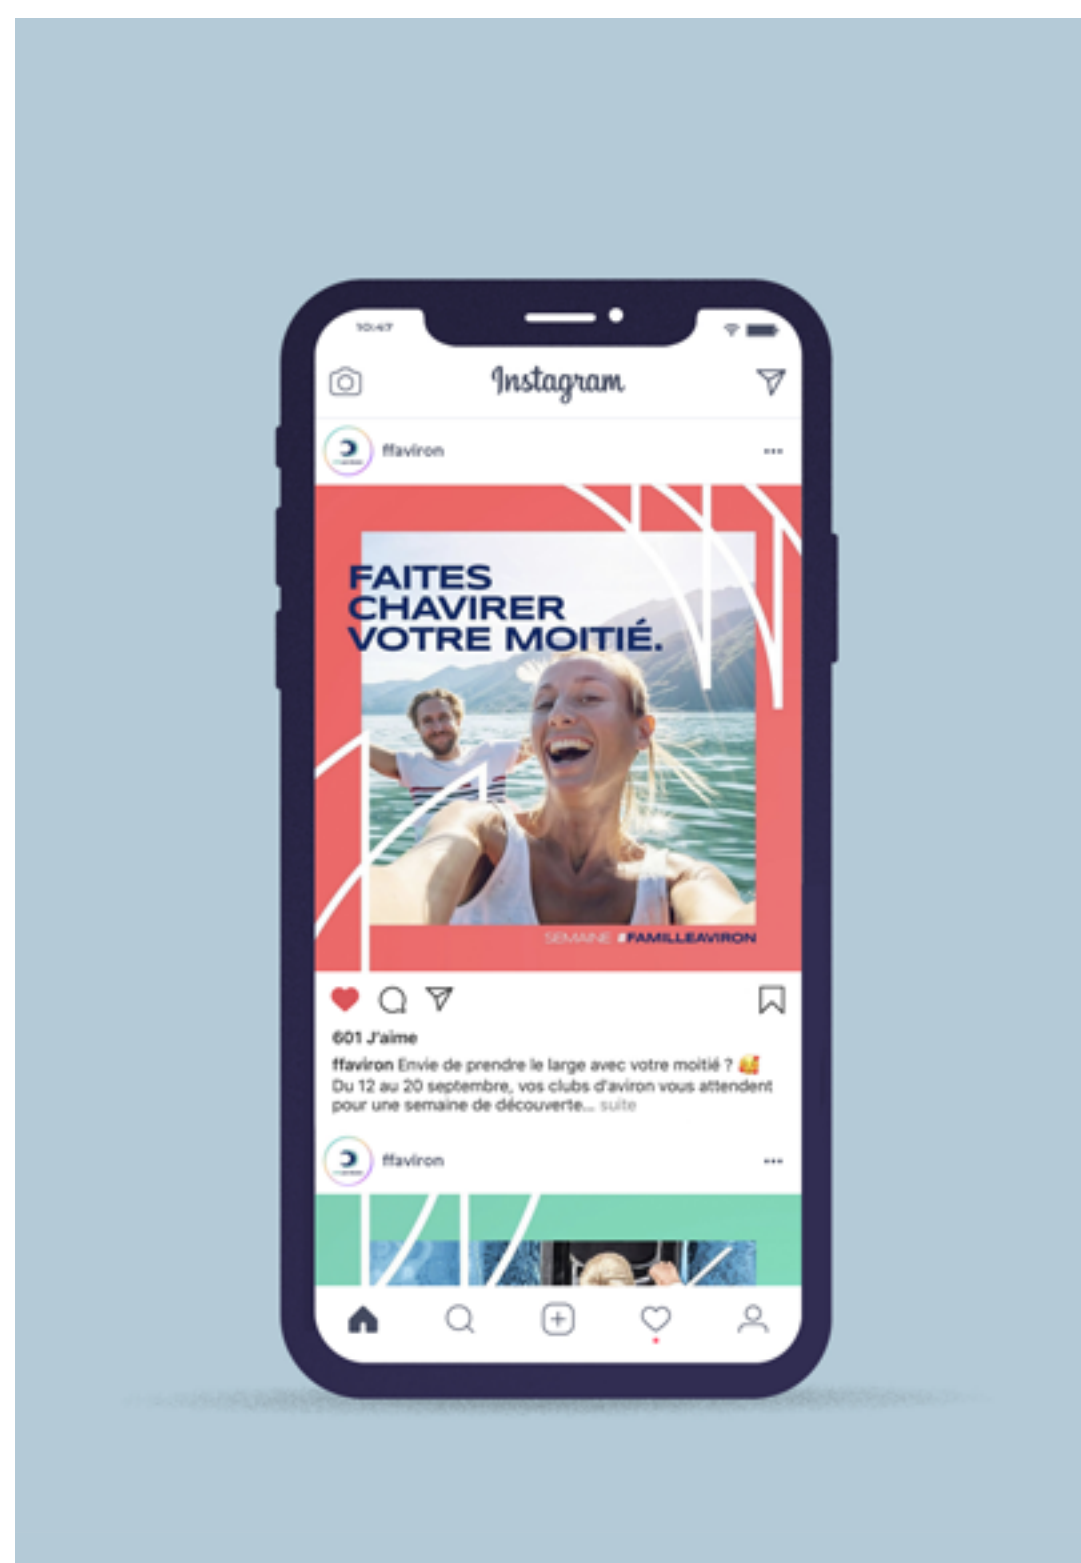 10:47
Instagram
ffaviron
FAITES
CHAVIRER
VOTRE MOITIÉ.
SEMAINE #FAMILLEAVIRON
601 J'aime
ffaviron Envie de prendre le large avec votre moitié ? 🥰
Du 12 au 20 septembre, vos clubs d'aviron vous attendent
pour une semaine de découverte... suite
ffaviron